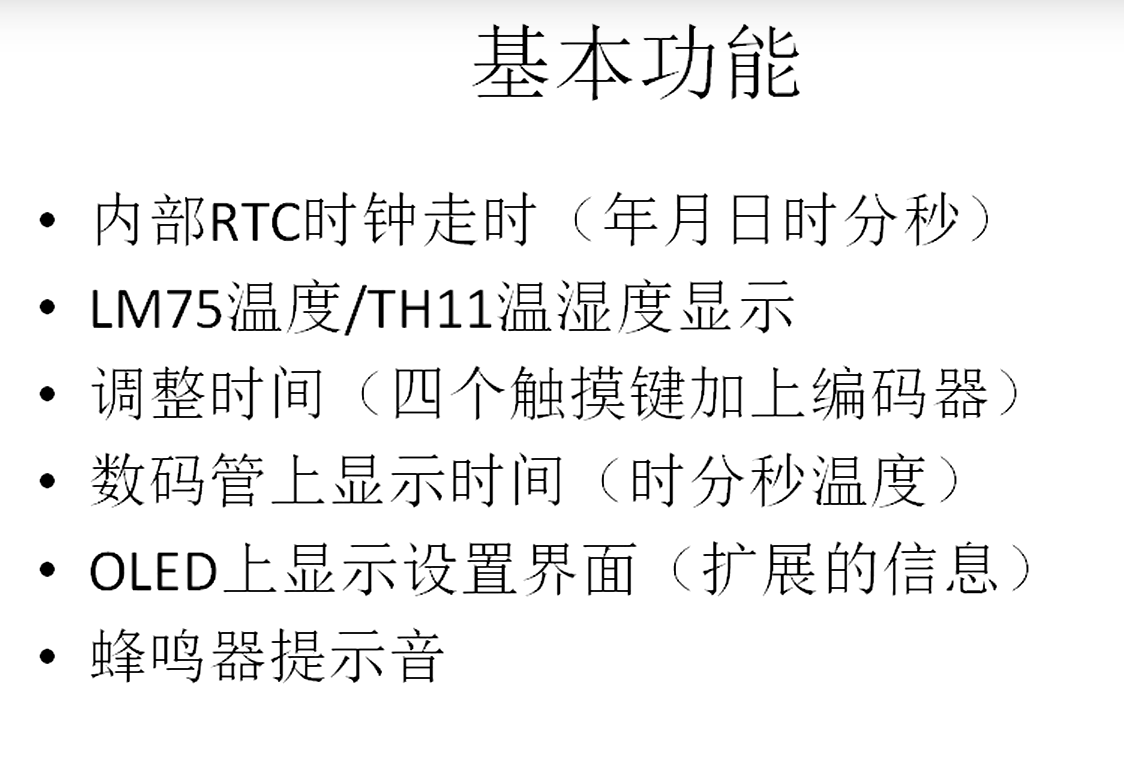 基本功能
• 内部RTC时钟走时（年月日时分秒）
• LM75温度/TH11温湿度显示
• 调整时间（四个触摸键加上编码器）
• 数码管上显示时间（时分秒温度）
• OLED上显示设置界面（扩展的信息）
• 蜂鸣器提示音